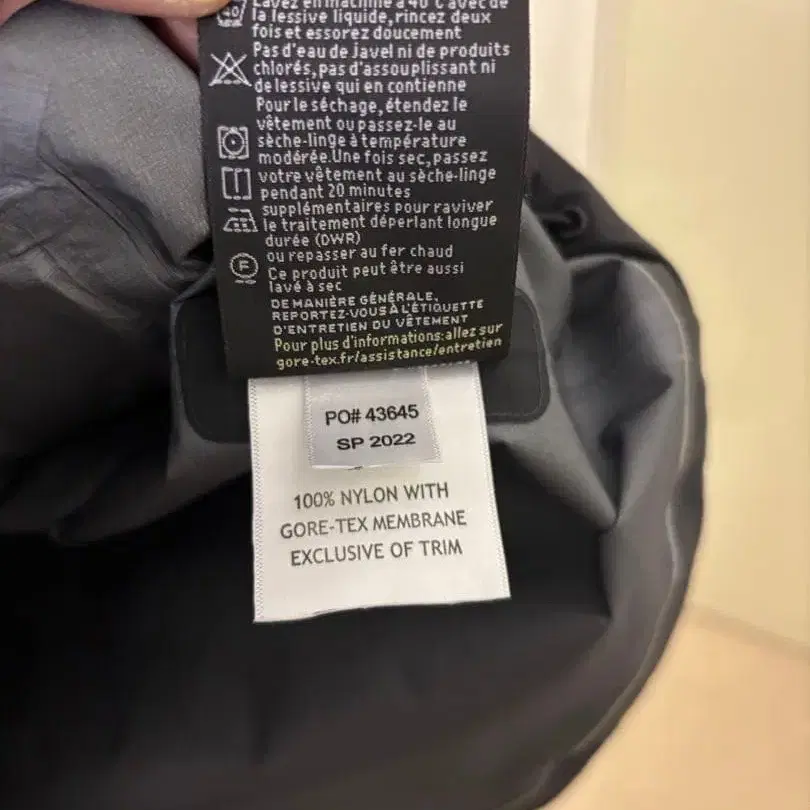 Lavez en machine à 40°C avec de
la lessive liquide,rincez deux
fois et essorez doucement
Pas d'eau de javel ni de produits
chlorés,pas d'assouplissant ni
de lessive qui en contienne
Pour le séchage,étendez le
vêtement ou passez-le au
sèche-linge à température
modérée.Une fois sec,passez
votre vêtement au sèche-linge
pendant 20 minutes
supplémentaires pour raviver
le traitement déperlant longue
durée (DWR)
ou repasser au fer chaud
Ce produit peut être aussi
lavé à sec
DE MANIÈRE GÉNÉRALE,
REPORTEZ-VOUS À L'ÉTIQUETTE
D'ENTRETIEN DU VÊTEMENT
Pour plus d'informations:allez sur
gore-tex.fr/assistance/entretien
PO# 43645
SP 2022
100% NYLON WITH
GORE-TEX MEMBRANE
EXCLUSIVE OF TRIM